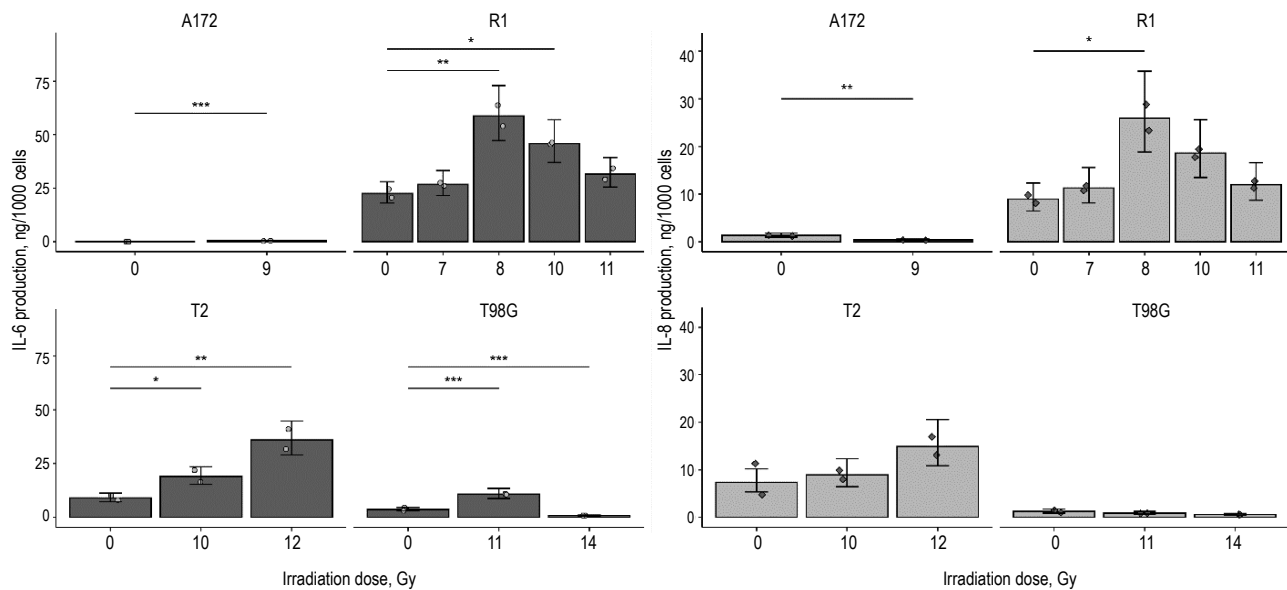 A172 R1
IL-6 production, ng/1000 cells
75
50
25
0
***
*
**
0 9
0 7 8 10 11
T2 T98G
75
50
25
0
**
*
***
***
0 10 12
0 11 14
Irradiation dose, Gy
A172 R1
IL-8 production, ng/1000 cells
40
30
20
10
0
**
*
0 9
0 7 8 10 11
T2 T98G
40
30
20
10
0
0 10 12
0 11 14
Irradiation dose, Gy